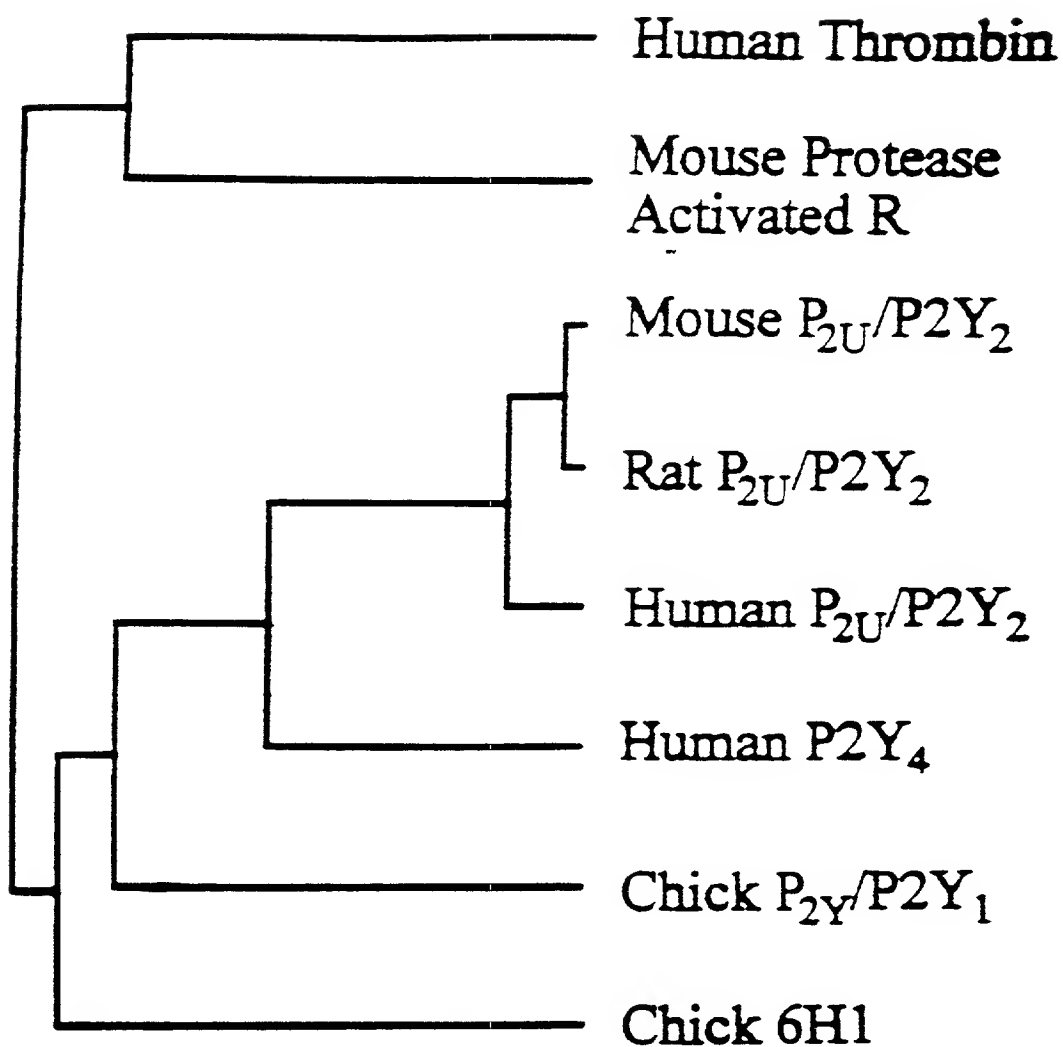 Human Thrombin
Mouse Protease
Activated R
Mouse P2U/P2Y2
Rat P2U/P2Y2
Human P2U/P2Y2
Human P2Y4
Chick P2Y/P2Y1
Chick 6H1